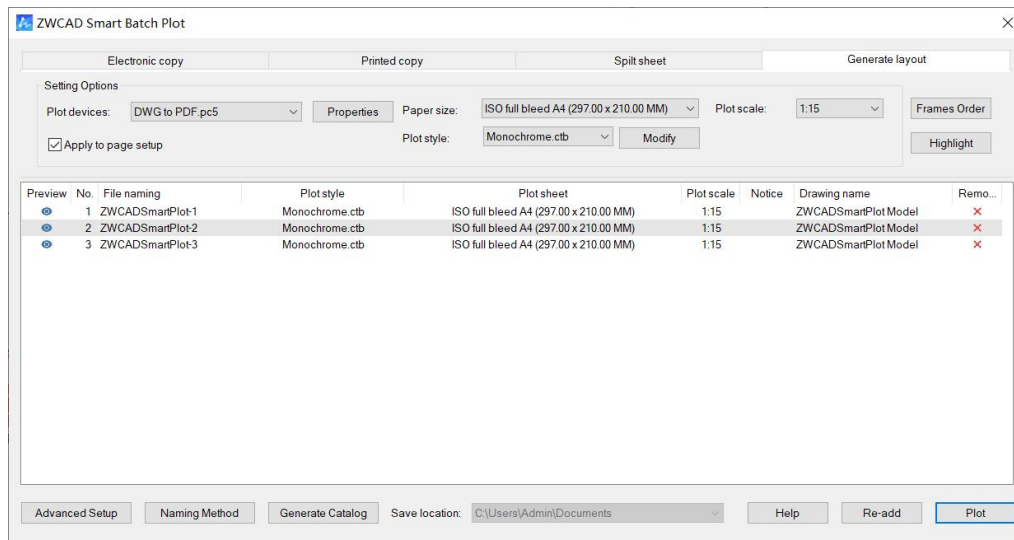 ZWCAD Smart Batch Plot
Electronic copy Printed copy Spilt sheet Generate layout
Setting Options
Plot devices: DWG to PDF.pc5 Properties Paper size: ISO full bleed A4 (297.00 x 210.00 MM) Plot scale: 1:15 Frames Order
Apply to page setup Plot style: Monochrome.ctb Modify Highlight
Preview No. File naming Plot style Plot sheet Plot scale Notice Drawing name Remo...
1 ZWCADSmartPlot-1 Monochrome.ctb ISO full bleed A4 (297.00 x 210.00 MM) 1:15 ZWCADSmartPlot Model
2 ZWCADSmartPlot-2 Monochrome.ctb ISO full bleed A4 (297.00 x 210.00 MM) 1:15 ZWCADSmartPlot Model
3 ZWCADSmartPlot-3 Monochrome.ctb ISO full bleed A4 (297.00 x 210.00 MM) 1:15 ZWCADSmartPlot Model
Advanced Setup Naming Method Generate Catalog Save location: C:\Users\Admin\Documents Help Re-add Plot